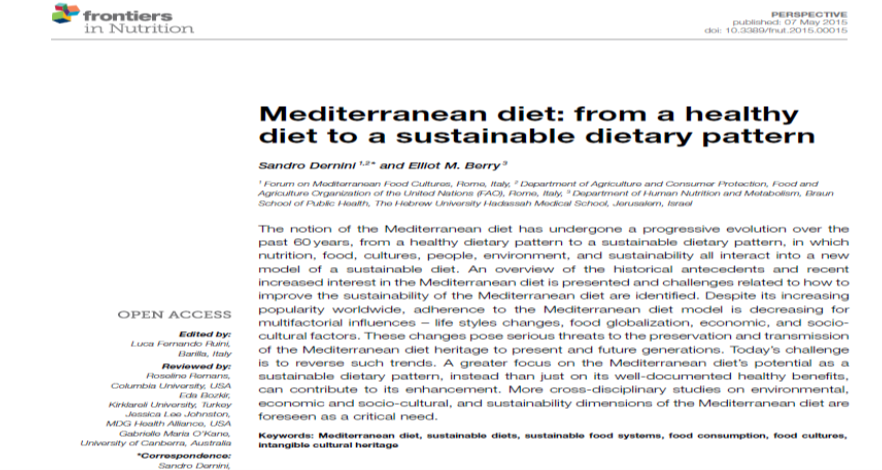 frontiers
in Nutrition
PERSPECTIVE
published: 07 May 2015
doi: 10.3389/fnut.2015.00015
Mediterranean diet: from a healthy
diet to a sustainable dietary pattern
Sandro Dernini 1,2* and Elliot M. Berry 3
1 Forum on Mediterranean Food Cultures, Rome, Italy, 2 Department of Agriculture and Consumer Protection, Food and
Agriculture Organization of the United Nations (FAO), Rome, Italy, 3 Department of Human Nutrition and Metabolism, Braun
School of Public Health, The Hebrew University Hadassah Medical School, Jerusalem, Israel
The notion of the Mediterranean diet has undergone a progressive evolution over the
past 60 years, from a healthy dietary pattern to a sustainable dietary pattern, in which
nutrition, food, cultures, people, environment, and sustainability all interact into a new
model of a sustainable diet. An overview of the historical antecedents and recent
increased interest in the Mediterranean diet is presented and challenges related to how to
improve the sustainability of the Mediterranean diet are identified. Despite its increasing
popularity worldwide, adherence to the Mediterranean diet model is decreasing for
multifactorial influences – life styles changes, food globalization, economic, and socio-
cultural factors. These changes pose serious threats to the preservation and transmission
of the Mediterranean diet heritage to present and future generations. Today's challenge
is to reverse such trends. A greater focus on the Mediterranean diet's potential as a
sustainable dietary pattern, instead than just on its well-documented healthy benefits,
can contribute to its enhancement. More cross-disciplinary studies on environmental,
economic and socio-cultural, and sustainability dimensions of the Mediterranean diet are
foreseen as a critical need.
Keywords: Mediterranean diet, sustainable diets, sustainable food systems, food consumption, food cultures,
intangible cultural heritage
OPEN ACCESS
Edited by:
Luca Fernando Ruini,
Barilla, Italy
Reviewed by:
Roseline Remans,
Columbia University, USA
Eda Bozkir,
Kirklareli University, Turkey
Jessica Lee Johnston,
MDG Health Alliance, USA
Gabrielle Maria O'Kane,
University of Canberra, Australia
*Correspondence:
Sandro Dernini,